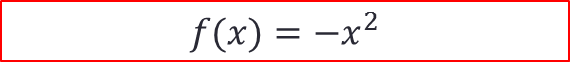 f(x) = −x²